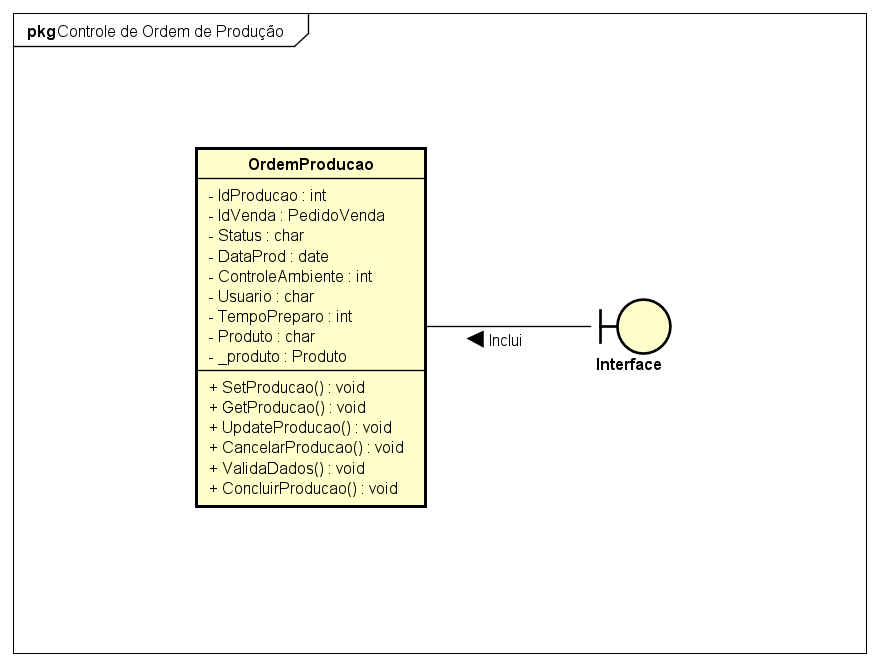 pkg Controle de Ordem de Produção
OrdemProducao
- IdProducao : int
- IdVenda : PedidoVenda
- Status : char
- DataProd : date
- ControleAmbiente : int
- Usuario : char
- TempoPreparo : int
- Produto : char
- _produto : Produto
+ SetProducao() : void
+ GetProducao() : void
+ UpdateProducao() : void
+ CancelarProducao() : void
+ ValidaDados() : void
+ ConcluirProducao() : void
Inclui
Interface